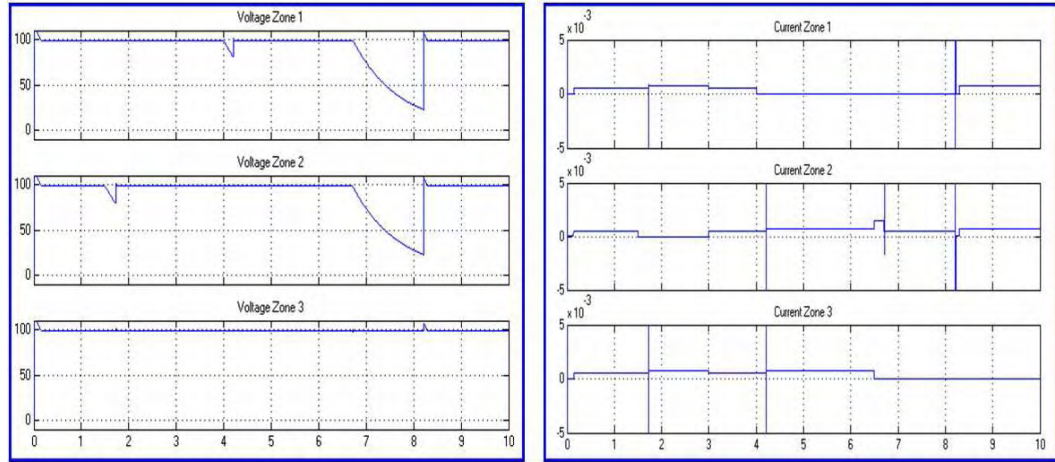 Voltage Zone 1
100
50
0
Voltage Zone 2
100
50
0
Voltage Zone 3
100
50
0
0 1 2 3 4 5 6 7 8 9 10
x 10^-3
Current Zone 1
5
0
-5
x 10^-3
Current Zone 2
5
0
-5
x 10^-3
Current Zone 3
5
0
-5
0 1 2 3 4 5 6 7 8 9 10